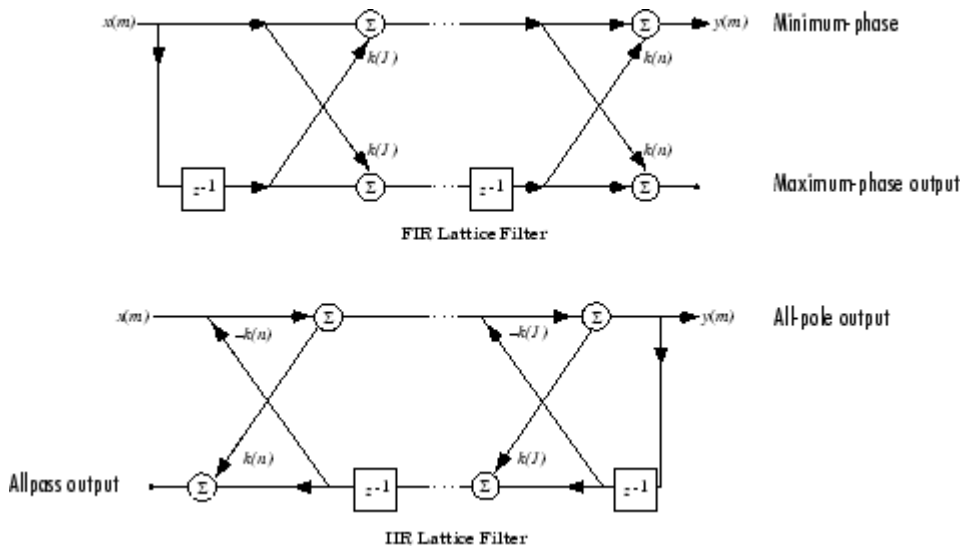 x(m) Σ Σ y(m) Minimum-phase
k(1) k(n)
k(1) k(n)
z-1 Σ z-1 Σ Maximum-phase output
FIR Lattice Filter
x(m) Σ Σ y(m) All-pole output
–k(n) –k(1)
k(n) k(1)
Allpass output Σ z-1 Σ z-1
IIR Lattice Filter